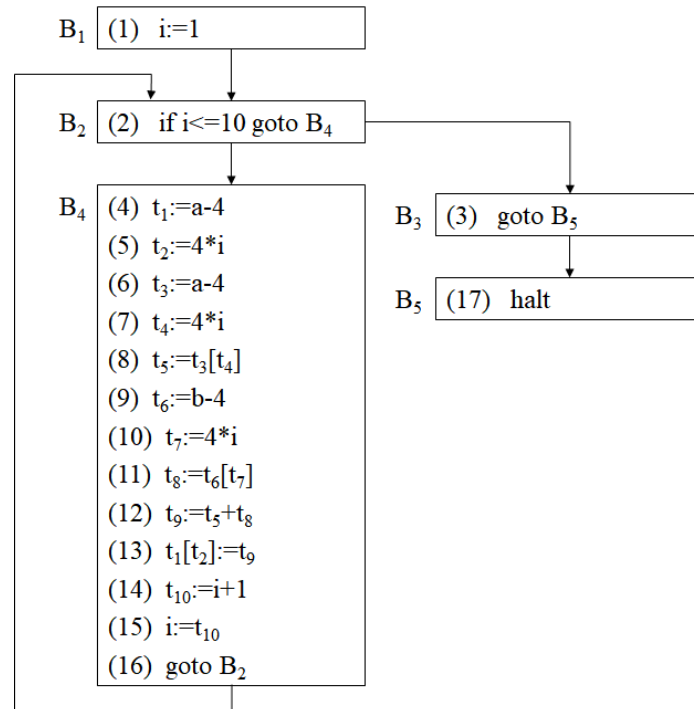 B₁ (1) i:=1
B₂ (2) if i<=10 goto B₄
B₄ (4) t₁:=a-4
(5) t₂:=4*i
(6) t₃:=a-4
(7) t₄:=4*i
(8) t₅:=t₃[t₄]
(9) t₆:=b-4
(10) t₇:=4*i
(11) t₈:=t₆[t₇]
(12) t₉:=t₅+t₈
(13) t₁[t₂]:=t₉
(14) t₁₀:=i+1
(15) i:=t₁₀
(16) goto B₂
B₃ (3) goto B₅
B₅ (17) halt